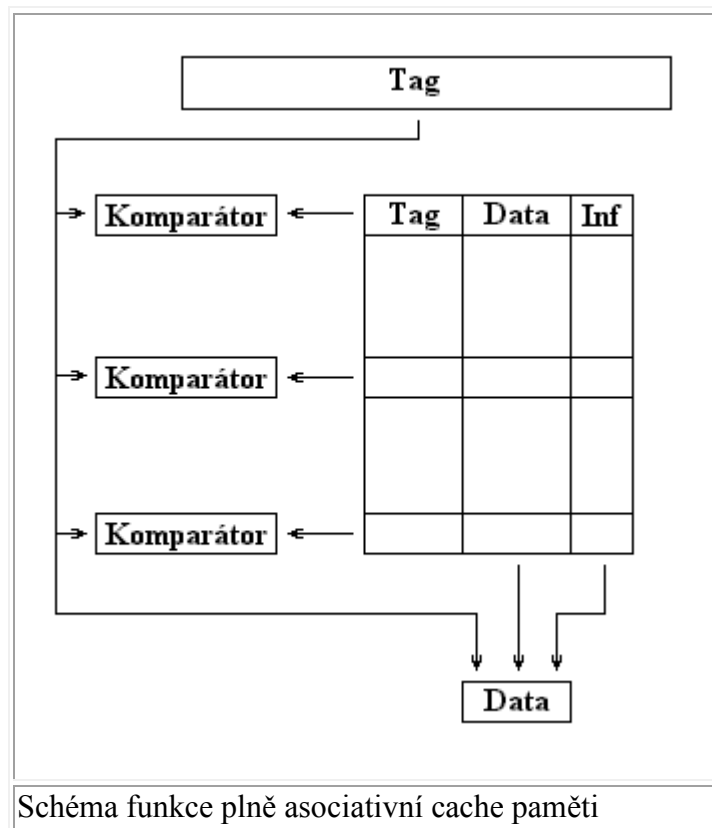 Tag
Komparátor
Tag Data Inf
Komparátor
Komparátor
Data
Schéma funkce plně asociativní cache paměti